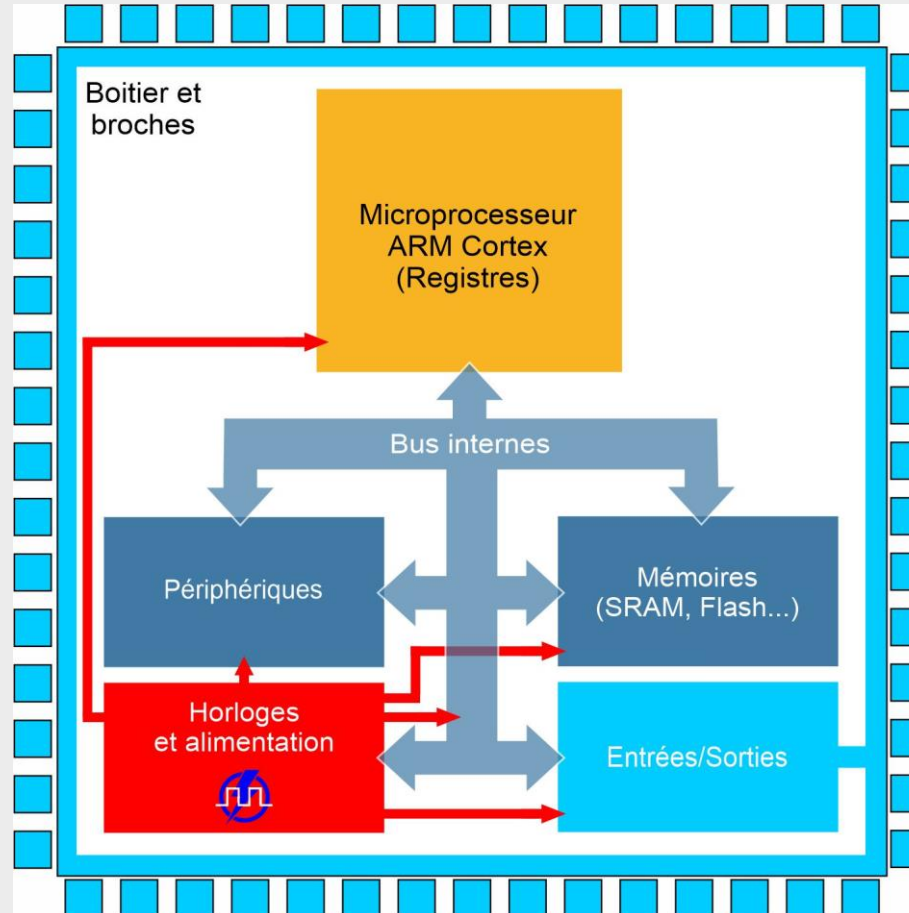 Boitier et
broches
Microprocesseur
ARM Cortex
(Registres)
Bus internes
Périphériques
Mémoires
(SRAM, Flash...)
Horloges
et alimentation
Entrées/Sorties